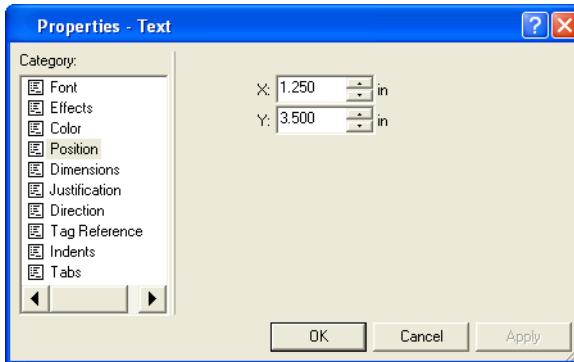 Properties - Text
Category:
Font
Effects
Color
Position
Dimensions
Justification
Direction
Tag Reference
Indents
Tabs
X: 1.250 in
Y: 3.500 in
OK Cancel Apply